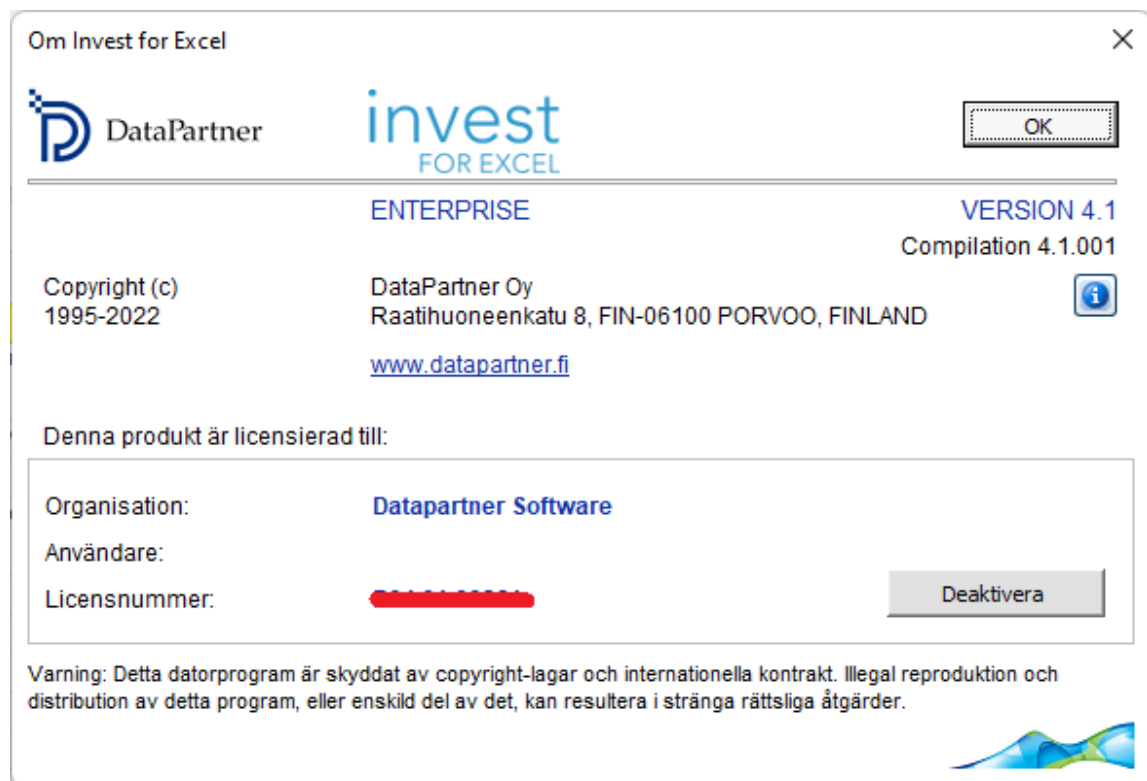 Om Invest for Excel
DataPartner
invest
FOR EXCEL
OK
ENTERPRISE
VERSION 4.1
Compilation 4.1.001
Copyright (c)
1995-2022
DataPartner Oy
Raatihuoneenkatu 8, FIN-06100 PORVOO, FINLAND
www.datapartner.fi
Denna produkt är licensierad till:
Organisation:
Datapartner Software
Användare:
Licensnummer:
Deaktivera
Varning: Detta datorprogram är skyddat av copyright-lagar och internationella kontrakt. Illegal reproduktion och
distribution av detta program, eller enskild del av det, kan resultera i stränga rättsliga åtgärder.